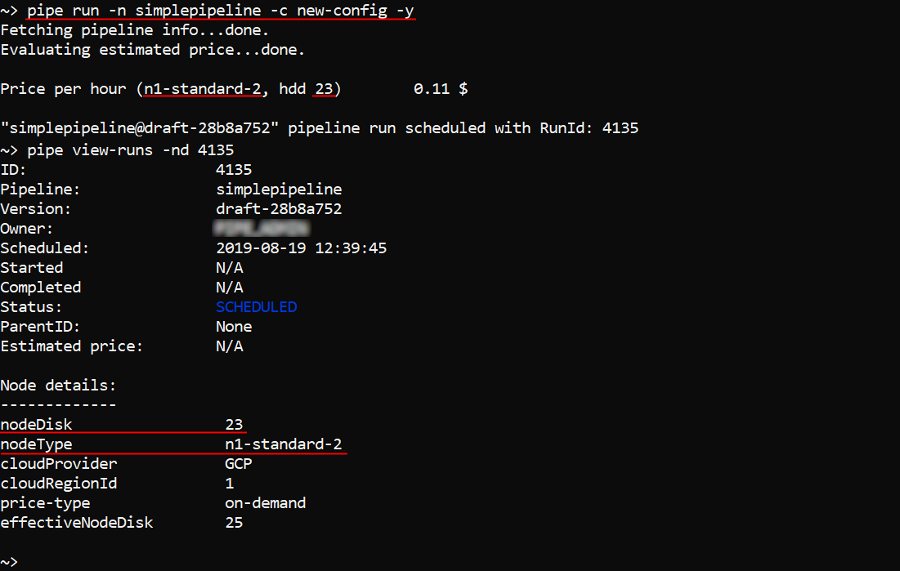 ~> pipe run -n simplepipeline -c new-config -y
Fetching pipeline info...done.
Evaluating estimated price...done.
Price per hour (n1-standard-2, hdd 23) 0.11 $
"simplepipeline@draft-28b8a752" pipeline run scheduled with RunId: 4135
~> pipe view-runs -nd 4135
ID: 4135
Pipeline: simplepipeline
Version: draft-28b8a752
Owner:
Scheduled: 2019-08-19 12:39:45
Started N/A
Completed N/A
Status: SCHEDULED
ParentID: None
Estimated price: N/A
Node details:
-------------
nodeDisk 23
nodeType n1-standard-2
cloudProvider GCP
cloudRegionId 1
price-type on-demand
effectiveNodeDisk 25
~>